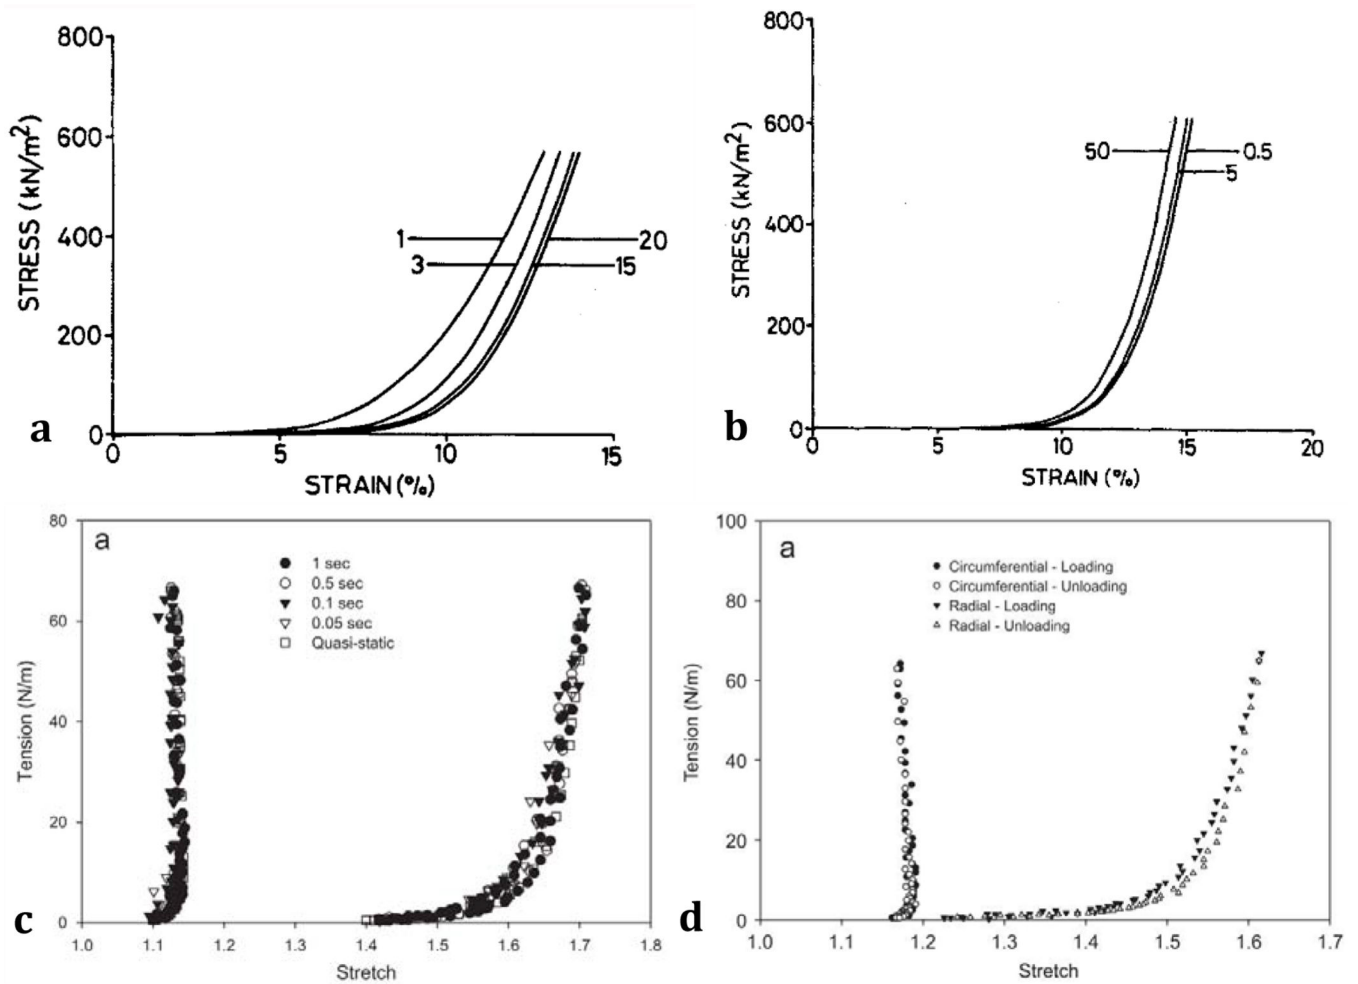 800
600
400
200
0
STRESS (kN/m²)
1
3
20
15
0
5
10
15
STRAIN (%)
a
800
600
400
200
0
STRESS (kN/m²)
50
0.5
5
0
5
10
15
20
STRAIN (%)
b
80
60
40
20
0
Tension (N/m)
a
1 sec
0.5 sec
0.1 sec
0.05 sec
Quasi-static
1.0
1.1
1.2
1.3
1.4
1.5
1.6
1.7
1.8
Stretch
c
100
80
60
40
20
0
Tension (N/m)
a
Circumferential - Loading
Circumferential - Unloading
Radial - Loading
Radial - Unloading
1.0
1.1
1.2
1.3
1.4
1.5
1.6
1.7
Stretch
d